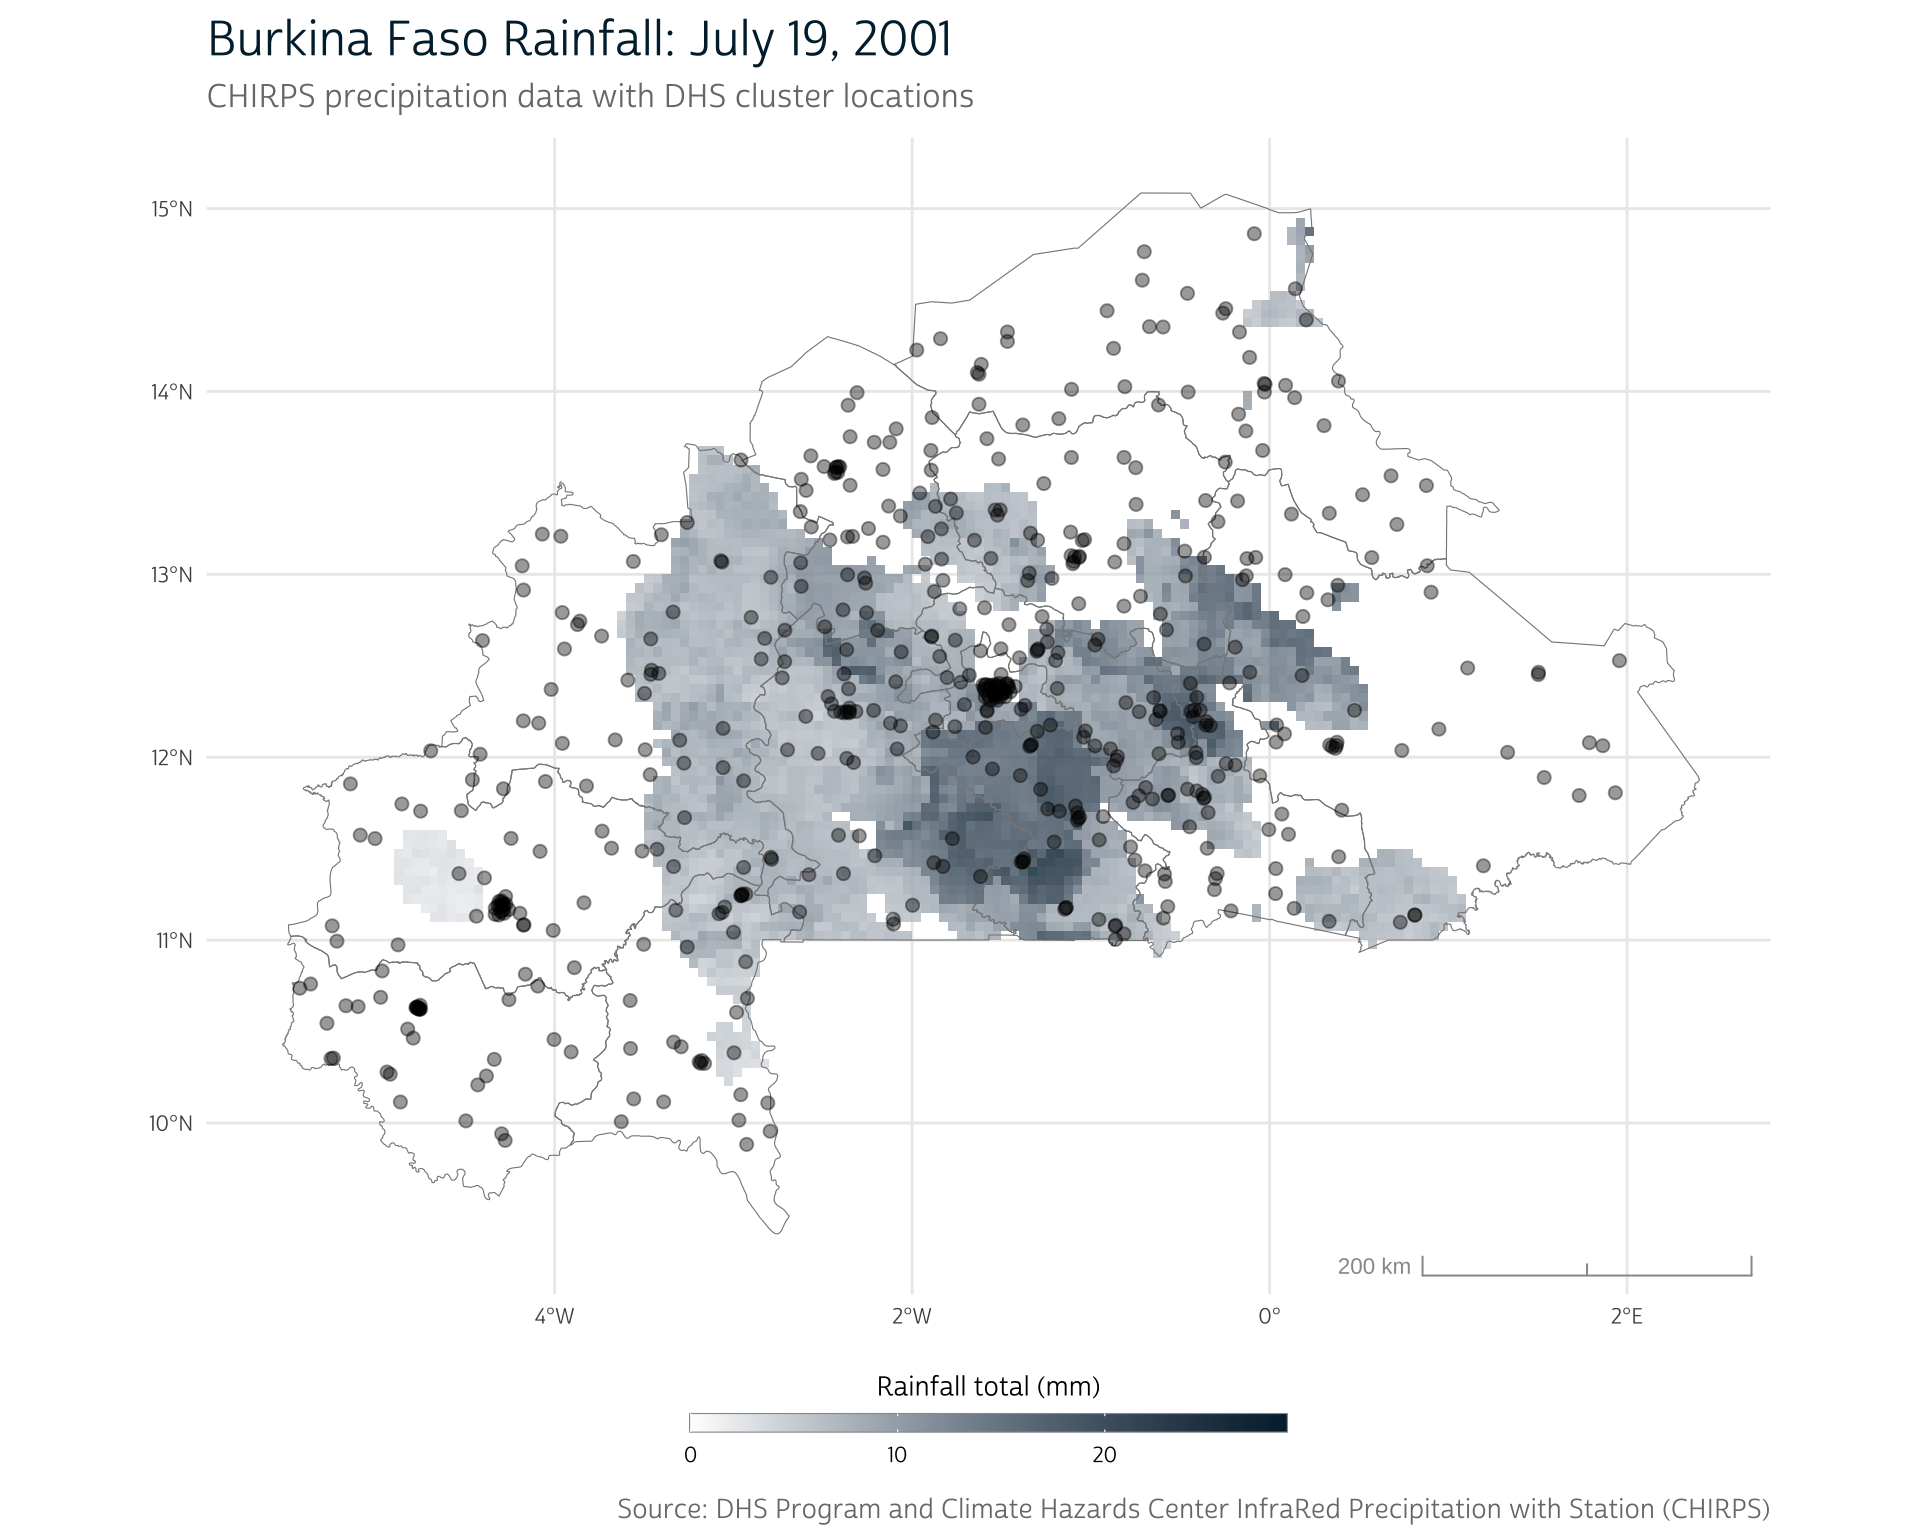 Burkina Faso Rainfall: July 19, 2001
CHIRPS precipitation data with DHS cluster locations
15°N
14°N
13°N
12°N
11°N
10°N
200 km
4°W
2°W
0°
2°E
Rainfall total (mm)
0
10
20
Source: DHS Program and Climate Hazards Center InfraRed Precipitation with Station (CHIRPS)